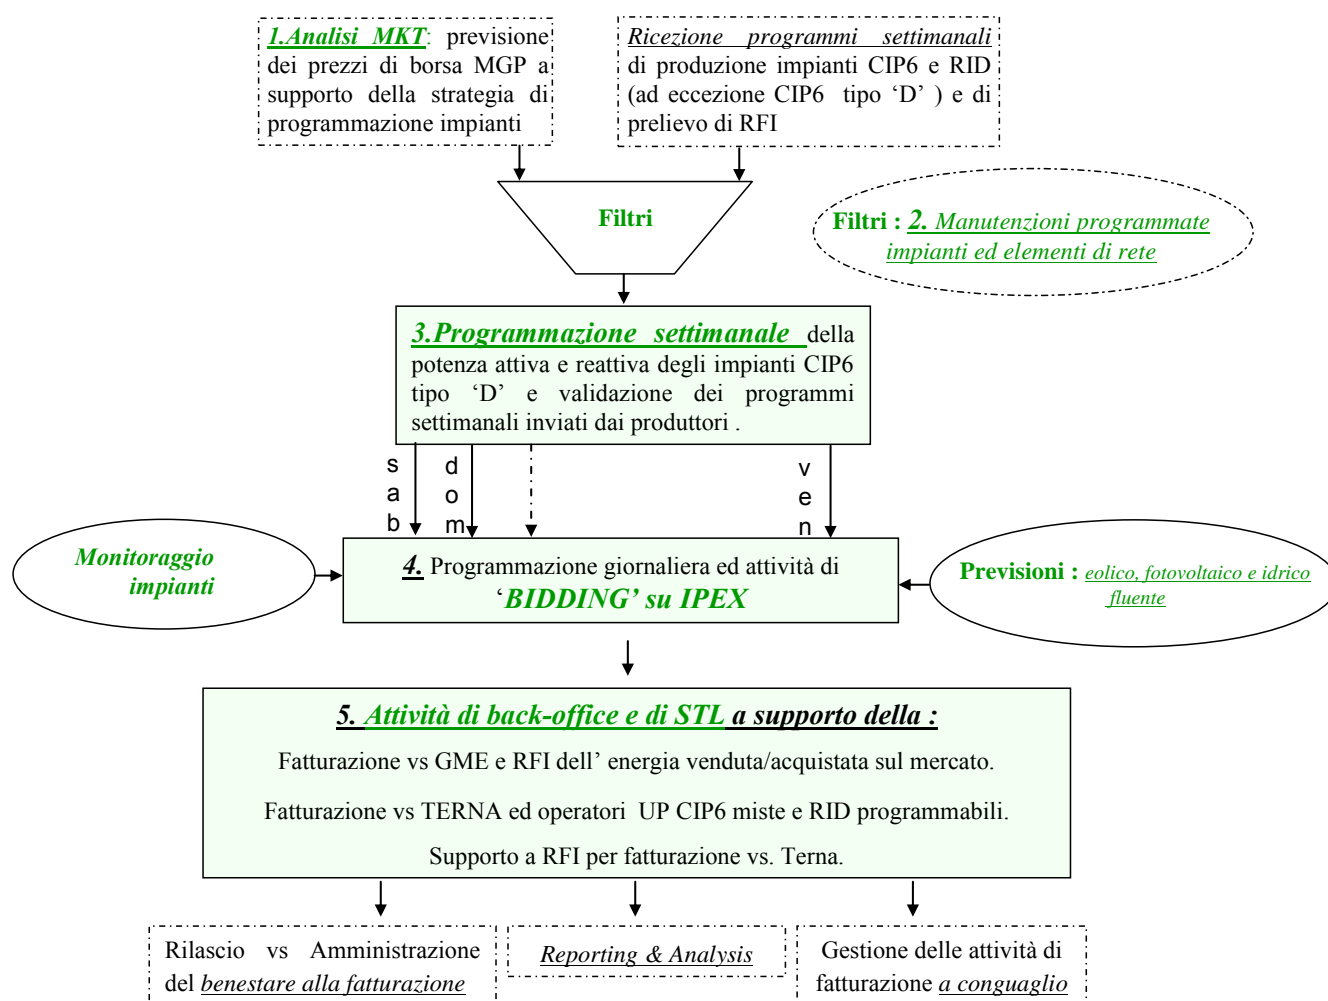 1.Analisi MKT: previsione
dei prezzi di borsa MGP a
supporto della strategia di
programmazione impianti
Ricezione programmi settimanali
di produzione impianti CIP6 e RID
(ad eccezione CIP6 tipo ‘D’ ) e di
prelievo di RFI
Filtri
Filtri : 2. Manutenzioni programmate
impianti ed elementi di rete
3.Programmazione settimanale della
potenza attiva e reattiva degli impianti CIP6
tipo ‘D’ e validazione dei programmi
settimanali inviati dai produttori .
sab
dom
ven
Monitoraggio
impianti
4. Programmazione giornaliera ed attività di
‘BIDDING’ su IPEX
Previsioni : eolico, fotovoltaico e idrico
fluente
5. Attività di back-office e di STL a supporto della :
Fatturazione vs GME e RFI dell’ energia venduta/acquistata sul mercato.
Fatturazione vs TERNA ed operatori UP CIP6 miste e RID programmabili.
Supporto a RFI per fatturazione vs. Terna.
Rilascio vs Amministrazione
del benestare alla fatturazione
Reporting & Analysis
Gestione delle attività di
fatturazione a conguaglio